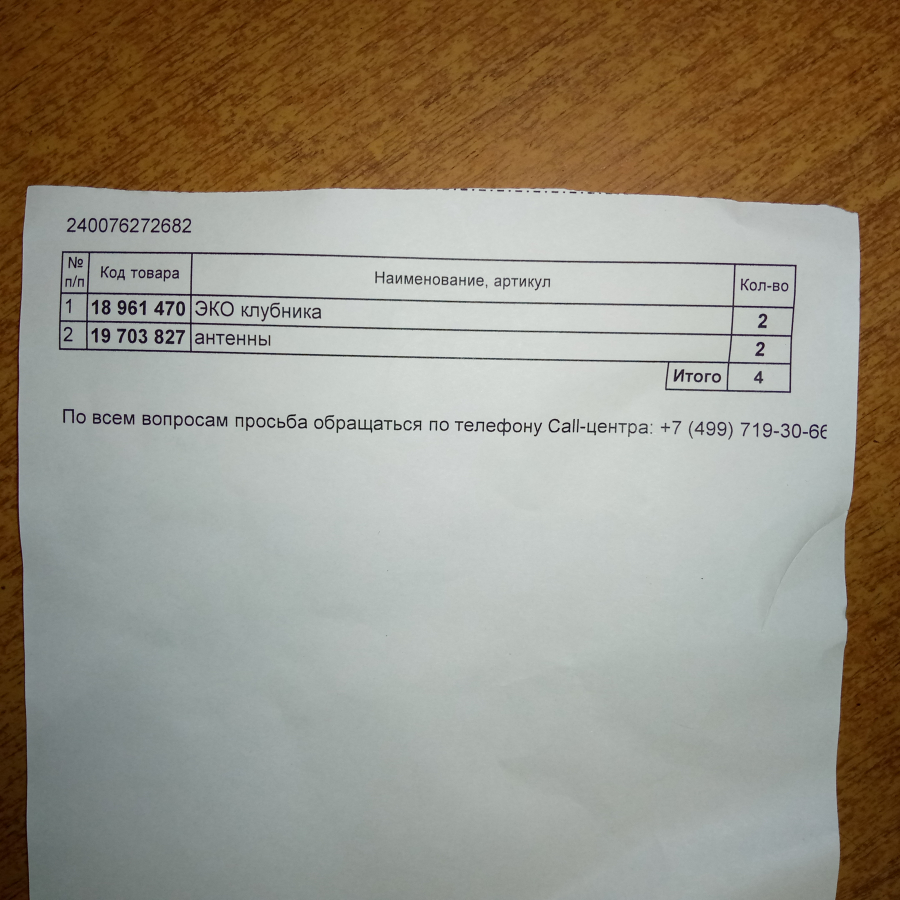 240076272682
№ п/п Код товара Наименование, артикул Кол-во
1 18 961 470 ЭКО клубника 2
2 19 703 827 антенны 2
Итого 4
По всем вопросам просьба обращаться по телефону Call-центра: +7 (499) 719-30-66